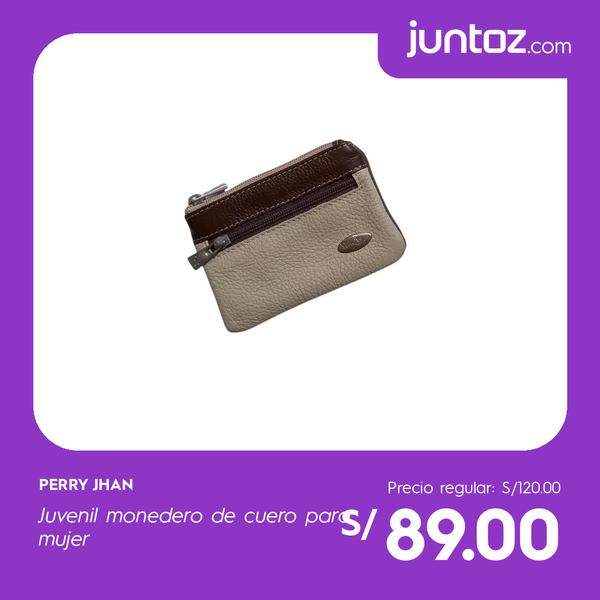 juntoz.com
PERRY JHAN
Juvenil monedero de cuero para
mujer
Precio regular: S/120.00
S/89.00